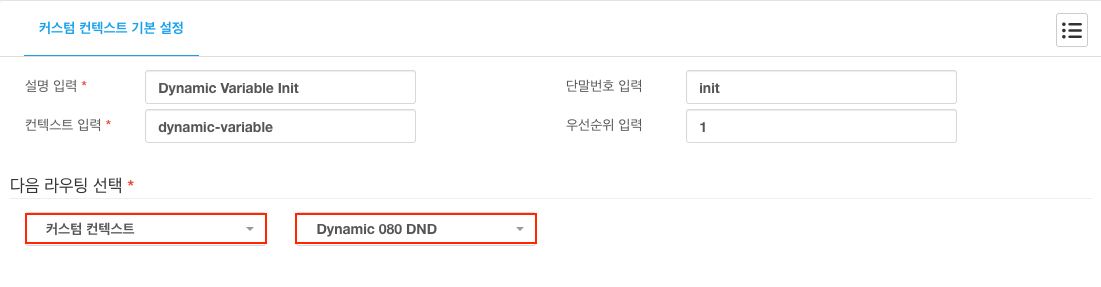 커스텀 컨텍스트 기본 설정
설명 입력 * Dynamic Variable Init 단말번호 입력 init
컨텍스트 입력 * dynamic-variable 우선순위 입력 1
다음 라우팅 선택 *
커스텀 컨텍스트 Dynamic 080 DND